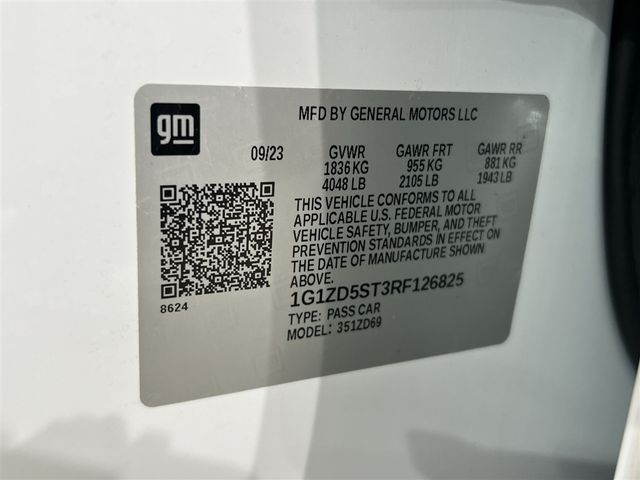 gm
MFD BY GENERAL MOTORS LLC
09/23 GVWR GAWR FRT GAWR RR
1836 KG 955 KG 881 KG
4048 LB 2105 LB 1943 LB
THIS VEHICLE CONFORMS TO ALL
APPLICABLE U.S. FEDERAL MOTOR
VEHICLE SAFETY, BUMPER, AND THEFT
PREVENTION STANDARDS IN EFFECT ON
THE DATE OF MANUFACTURE SHOWN
ABOVE.
1G1ZD5ST3RF126825
8624
TYPE: PASS CAR
MODEL: 351ZD69